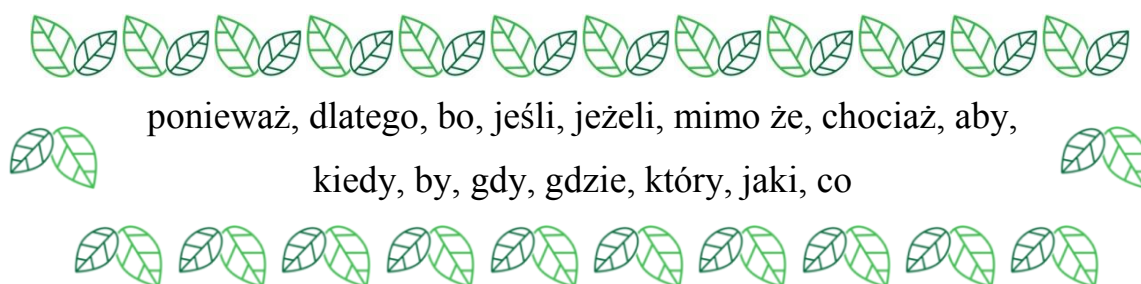 ponieważ, dlatego, bo, jeśli, jeżeli, mimo że, chociaż, aby,
kiedy, by, gdy, gdzie, który, jaki, co